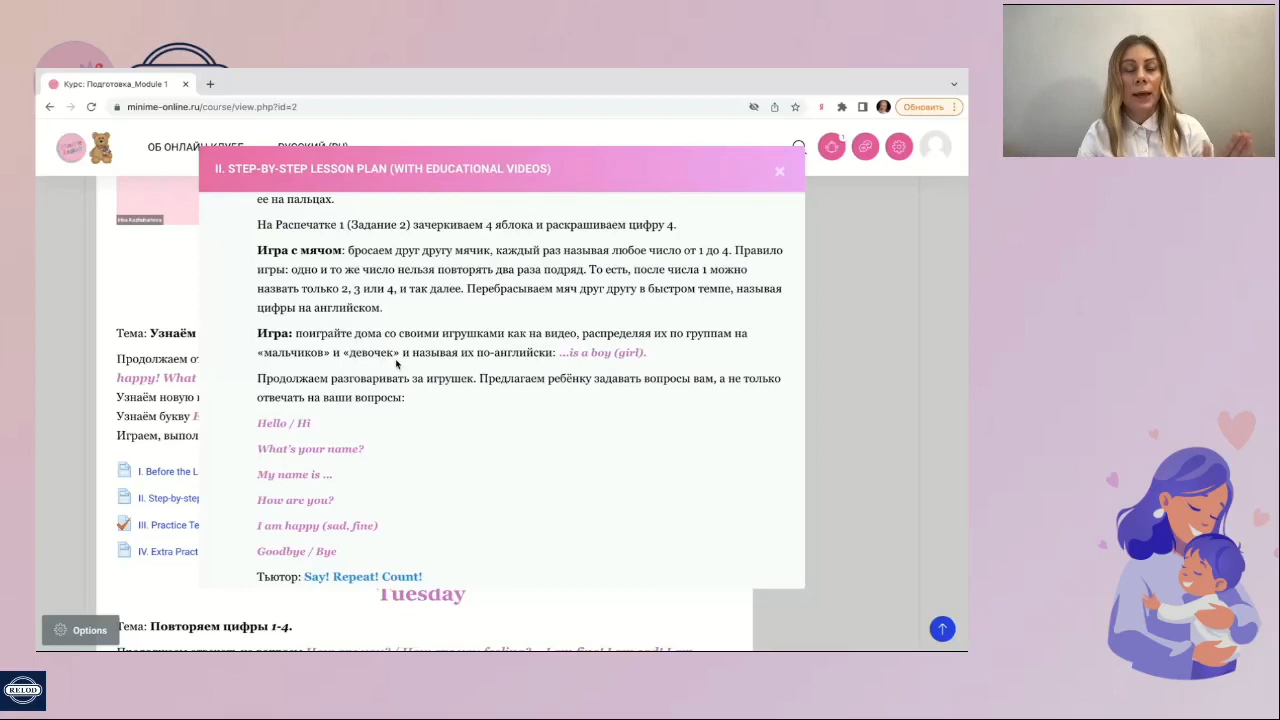 Курс: Подготовка_Module 1
minime-online.ru/course/view.php?id=2
Обновить
ОБ ОНЛАЙН КЛУБЕ
РУССКИЙ (RU)
1
II. STEP-BY-STEP LESSON PLAN (WITH EDUCATIONAL VIDEOS)
ее на пальцах.
На Распечатке 1 (Задание 2) зачеркиваем 4 яблока и раскрашиваем цифру 4.
Игра с мячом: бросаем друг другу мячик, каждый раз называя любое число от 1 до 4. Правило
игры: одно и то же число нельзя повторять два раза подряд. То есть, после числа 1 можно
назвать только 2, 3 или 4, и так далее. Перебрасываем мяч друг другу в быстром темпе, называя
цифры на английском.
Игра: поиграйте дома со своими игрушками как на видео, распределяя их по группам на
«мальчиков» и «девочек» и называя их по-английски: ...is a boy (girl).
Продолжаем разговаривать за игрушек. Предлагаем ребёнку задавать вопросы вам, а не только
отвечать на ваши вопросы:
Hello / Hi
What's your name?
My name is ...
How are you?
I am happy (sad, fine)
Goodbye / Bye
Тьютор: Say! Repeat! Count!
Тема: Узнаём
Продолжаем от
happy! What
Узнаём новую
Узнаём букву H
Играем, выпол
I. Before the L
II. Step-by-step
III. Practice Te
IV. Extra Pract
Tuesday
Options
Тема: Повторяем цифры 1-4.
RELOD